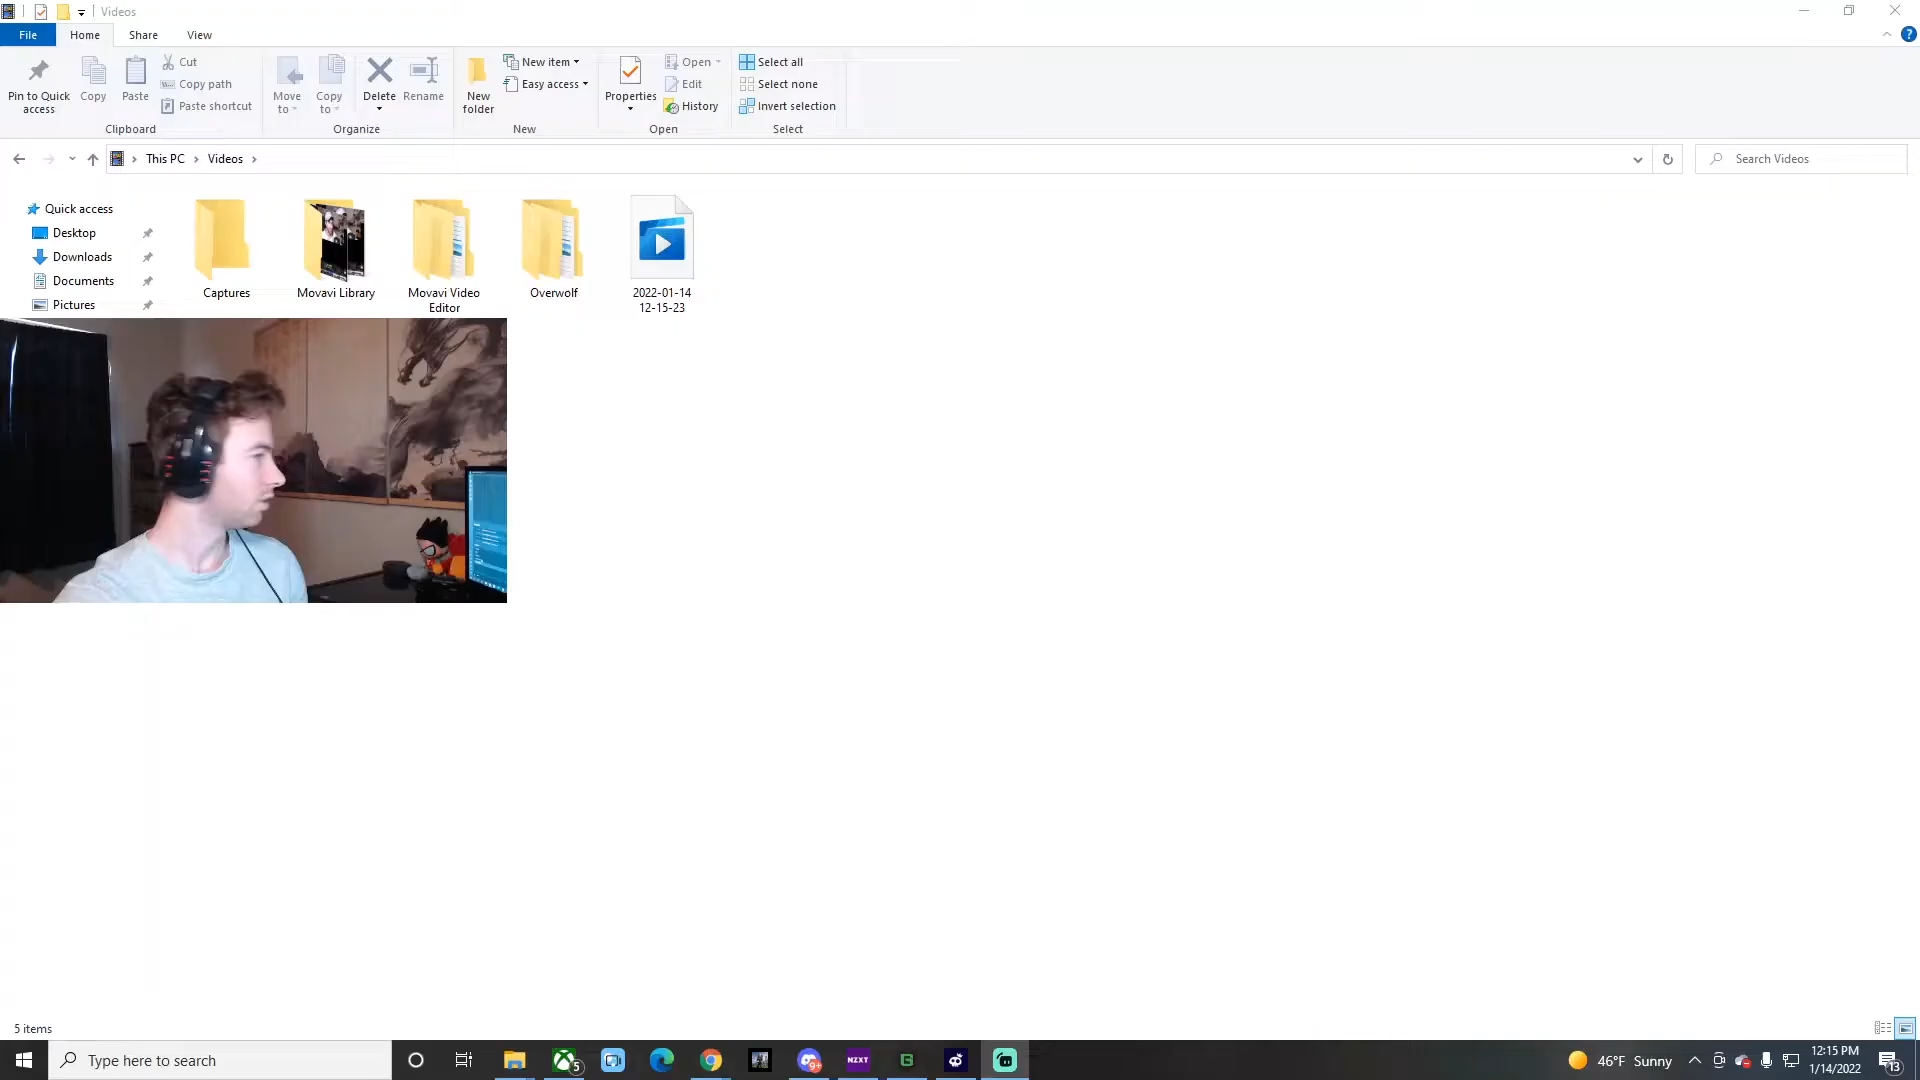 Videos
File Home Share View
Pin to Quick access
Copy
Paste
Cut
Copy path
Paste shortcut
Clipboard
Move to
Copy to
Delete
Rename
Organize
New folder
New item
Easy access
New
Properties
Open
Edit
History
Open
Select all
Select none
Invert selection
Select
This PC Videos
Search Videos
Quick access
Desktop
Downloads
Documents
Pictures
Captures
Movavi Library
Movavi Video
Editor
Overwolf
2022-01-14
12-15-23
5 items
Type here to search
5
9+
NZXT
46°F Sunny
12:15 PM
1/14/2022
13